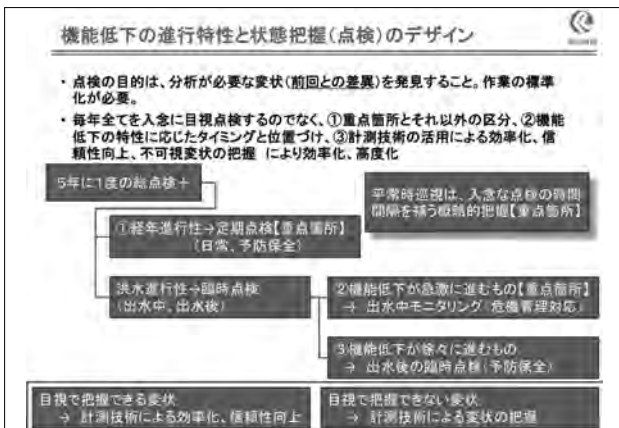 機能低下の進行特性と状態把握(点検)のデザイン
・ 点検の目的は、分析が必要な変状(前回との差異)を発見すること。作業の標準
化が必要。
・ 毎年全てを入念に目視点検するのでなく、①重点箇所とそれ以外の区分、②機能
低下の特性に応じたタイミングと位置づけ、③計測技術の活用による効率化、信
頼性向上、不可視変状の把握 により効率化、高度化
5年に1度の総点検+
平常時巡視は、入念な点検の時間
間隔を補う概略的把握【重点箇所】
①経年進行性→定期点検【重点箇所】
(日常、予防保全)
洪水進行性→臨時点検
(出水中、出水後)
②機能低下が急激に進むもの【重点箇所】
→ 出水中モニタリング(危機管理対応)
③機能低下が徐々に進むもの
→ 出水後の臨時点検(予防保全)
目視で把握できる変状
→ 計測技術による効率化、信頼性向上
目視で把握できない変状
→ 計測技術による変状の把握